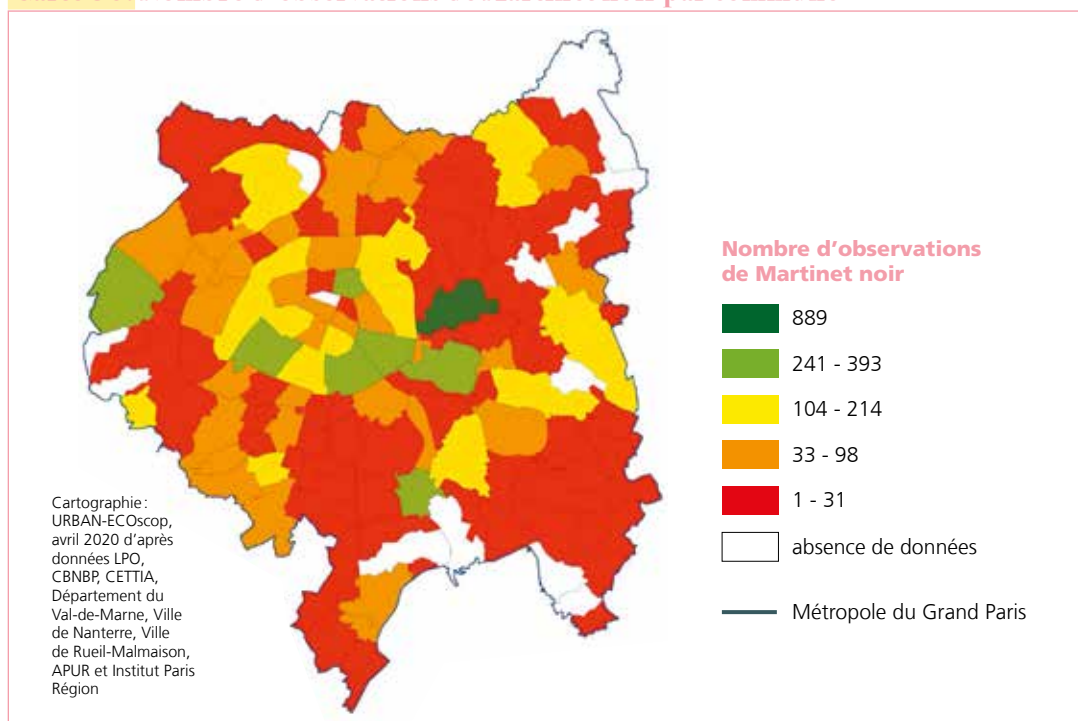 Nombre d'observations
de Martinet noir
889
241 - 393
104 - 214
33 - 98
1 - 31
absence de données
Métropole du Grand Paris
Cartographie :
URBAN-ECOscop,
avril 2020 d'après
données LPO,
CBNBP, CETTIA,
Département du
Val-de-Marne, Ville
de Nanterre, Ville
de Rueil-Malmaison,
APUR et Institut Paris
Région